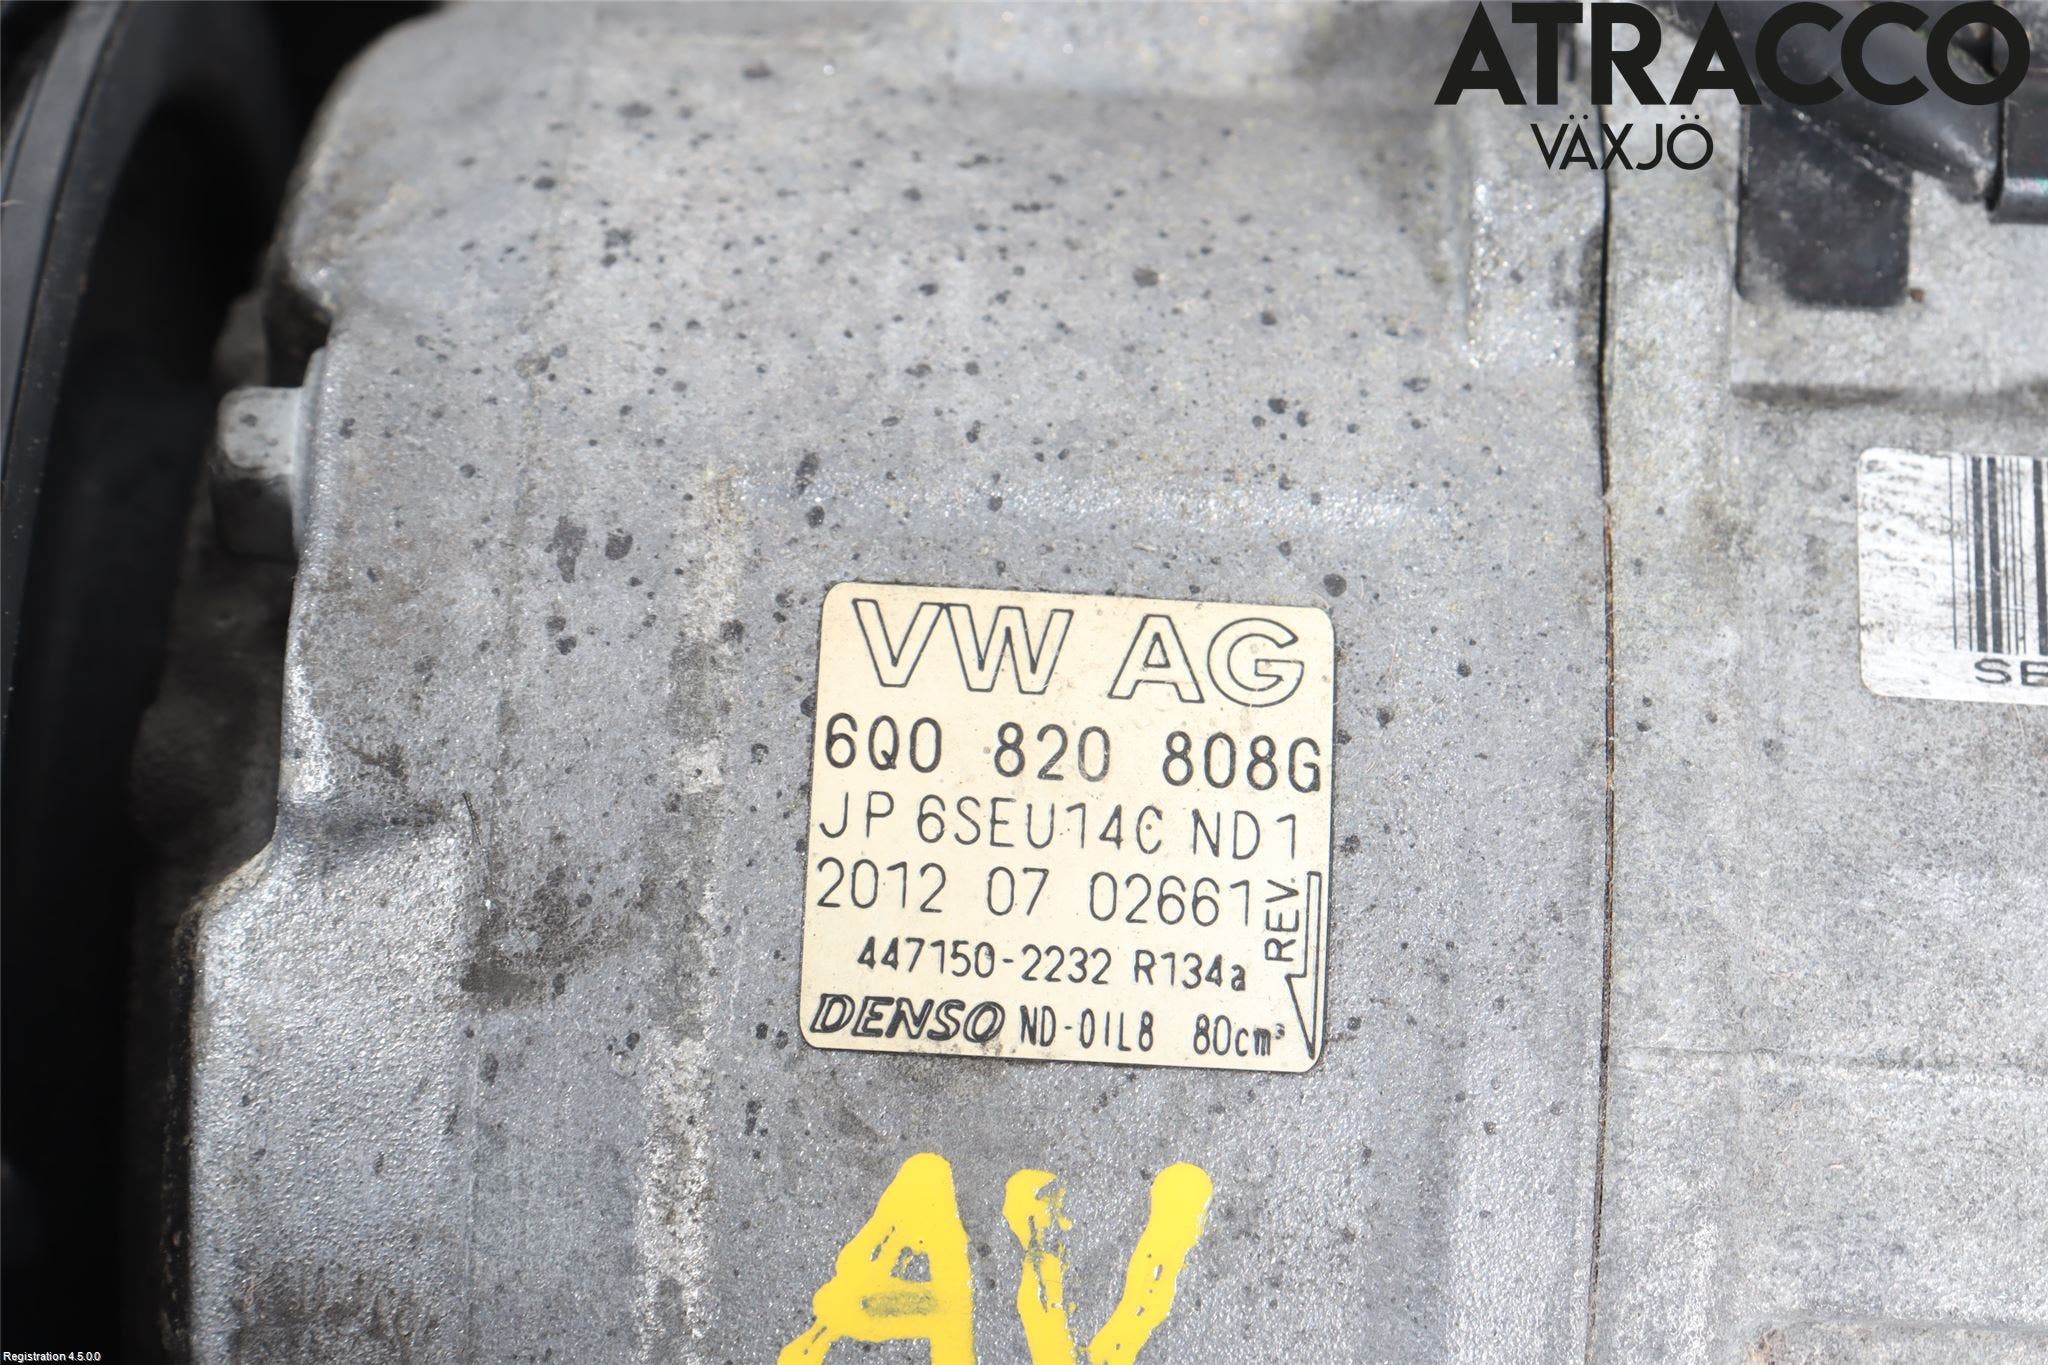 ATRACCO
VÄXJÖ
VW AG
6Q0 820 808G
JP 6SEU14C ND1
2012 07 02661
REV.
447150-2232 R134a
DENSO ND-OIL8 80cm³
SE
AV
Registration 4.5.0.0